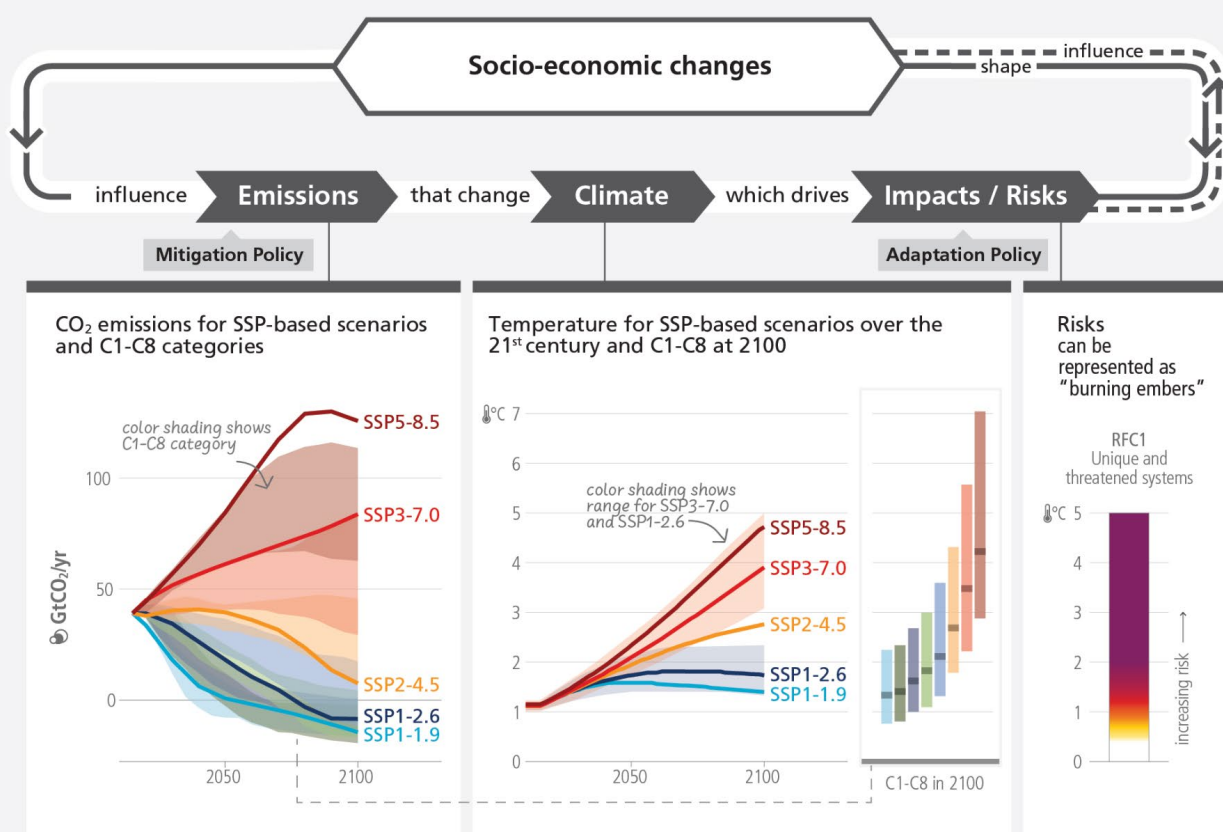 Socio-economic changes
influence
shape
influence
Emissions
that change
Climate
which drives
Impacts / Risks
Mitigation Policy
Adaptation Policy
CO₂ emissions for SSP-based scenarios
and C1-C8 categories
color shading shows
C1-C8 category
GtCO₂/yr
100
50
0
2050
2100
SSP5-8.5
SSP3-7.0
SSP2-4.5
SSP1-2.6
SSP1-1.9
Temperature for SSP-based scenarios over the
21st century and C1-C8 at 2100
°C 7
6
5
4
3
2
1
0
color shading shows
range for SSP3-7.0
and SSP1-2.6
SSP5-8.5
SSP3-7.0
SSP2-4.5
SSP1-2.6
SSP1-1.9
2050
2100
C1-C8 in 2100
Risks
can be
represented as
“burning embers”
RFC1
Unique and
threatened systems
°C 5
4
3
2
1
0
increasing risk